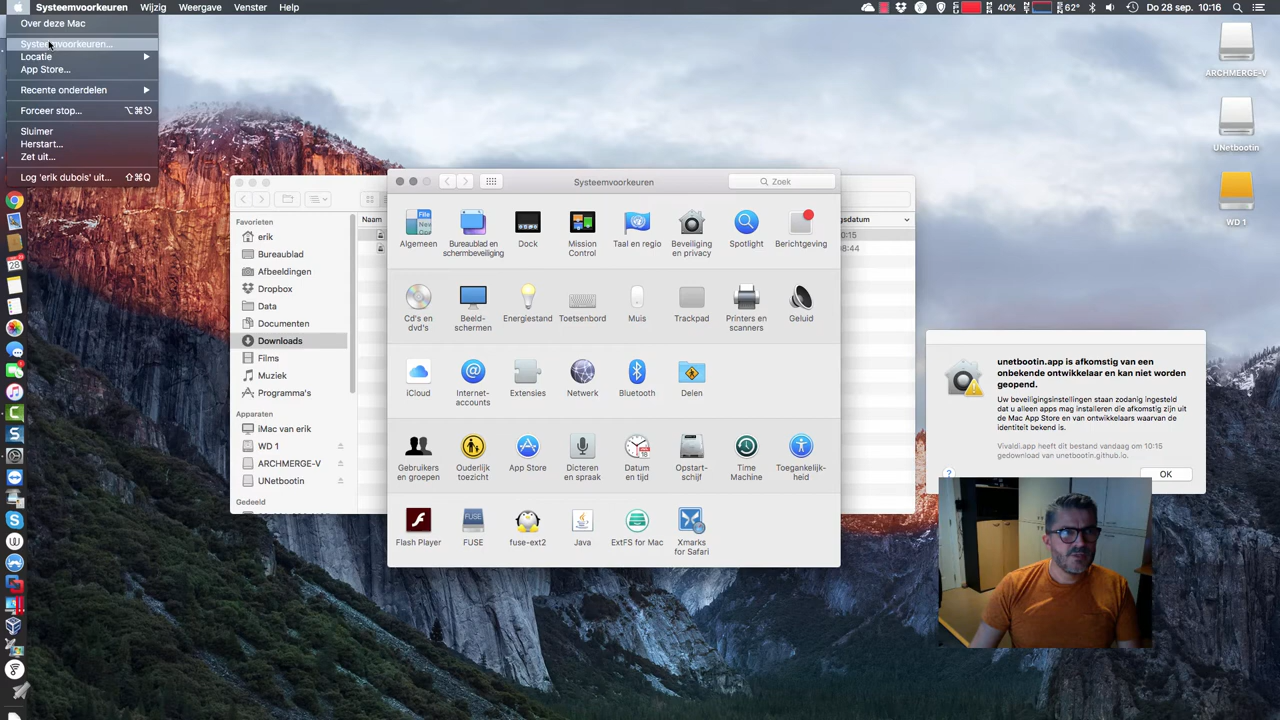 Systeemvoorkeuren Wijzig Weergave Venster Help
40% 62° Do 28 sep. 10:16
Over deze Mac
Systeemvoorkeuren...
Locatie
App Store...
Recente onderdelen
Forceer stop... ⌥⌘⎋
Sluimer
Herstart...
Zet uit...
Log 'erik dubois' uit... ⇧⌘Q
28
ARCHMERGE-V
UNetbootin
WD 1
Naam
gsdatum
10:15
08:44
Favorieten
erik
Bureaublad
Afbeeldingen
Dropbox
Data
Documenten
Downloads
Films
Muziek
Programma's
Apparaten
iMac van erik
WD 1
ARCHMERGE-V
UNetbootin
Gedeeld
Systeemvoorkeuren
Zoek
File
Algemeen
Bureaublad en
schermbeveiliging
Dock
Mission
Control
Taal en regio
Beveiliging
en privacy
Spotlight
Berichtgeving
Cd's en
dvd's
Beeld-
schermen
Energiestand
Toetsenbord
Muis
Trackpad
Printers en
scanners
Geluid
iCloud
Internet-
accounts
Extensies
Netwerk
Bluetooth
Delen
Gebruikers
en groepen
Ouderlijk
toezicht
App Store
Dicteren
en spraak
Datum
en tijd
Opstart-
schijf
Time
Machine
Toegankelijk-
heid
Flash Player
FUSE
fuse-ext2
Java
ExtFS for Mac
Xmarks
for Safari
unetbootin.app is afkomstig van een
onbekende ontwikkelaar en kan niet worden
geopend.
Uw beveiligingsinstellingen staan zodanig ingesteld
dat u alleen apps mag installeren die afkomstig zijn uit
de Mac App Store en van ontwikkelaars waarvan de
identiteit bekend is.
Vivaldi.app heeft dit bestand vandaag om 10:15
gedownload van unetbootin.github.io.
?
OK